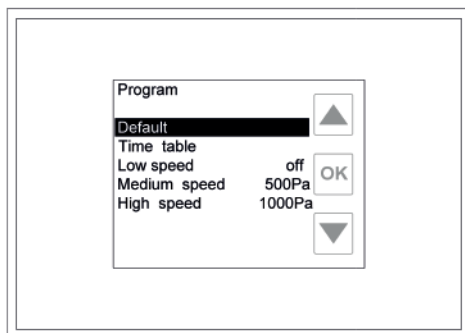 Program
Default
Time table
Low speed off
Medium speed 500Pa
High speed 1000Pa
OK